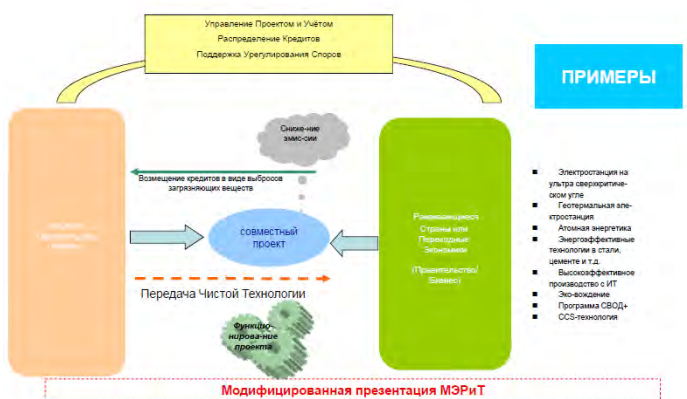 Управление Проектом и Учётом
Распределение Кредитов
Поддержка Урегулирования Споров
ПРИМЕРЫ
Сниже-ние
эмис-сии
Возмещение кредитов в виде выбросов
загрязняющих веществ
совместный
проект
Развивающиеся
Страны или
Переходные
Экономики
(Правительство/
Бизнес)
Передача Чистой Технологии
Функцио-
нирова-ние
проекта
■ Электростанция на
ультра сверхкритиче-
ском угле
■ Геотермальная эле-
ктростанция
■ Атомная энергетика
■ Энергоэффективные
технологии в стали,
цементе и т.д.
■ Высокоэффективное
производство с ИТ
■ Эко-вождение
■ Программа СВОД+
■ CCS-технология
Модифицированная презентация МЭРиТ